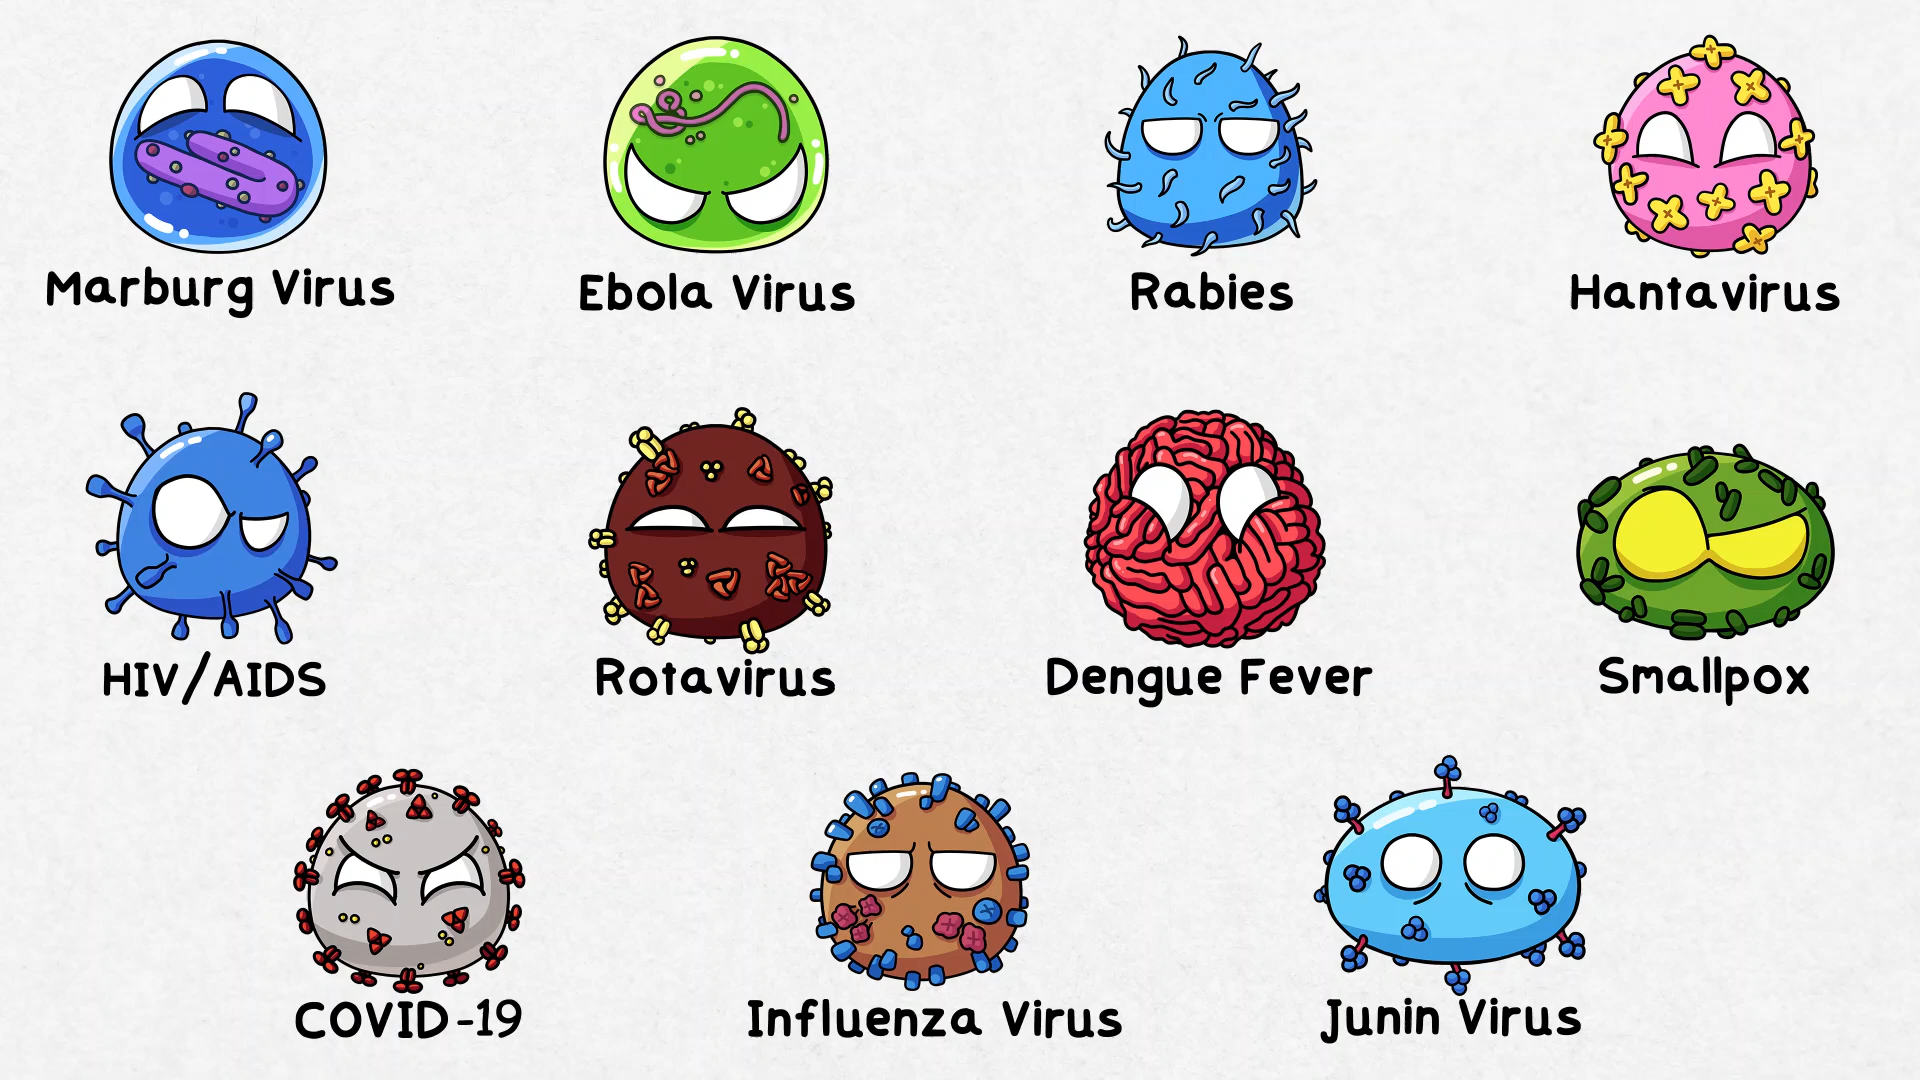 Marburg Virus
Ebola Virus
Rabies
Hantavirus
HIV/AIDS
Rotavirus
Dengue Fever
Smallpox
COVID-19
Influenza Virus
Junin Virus